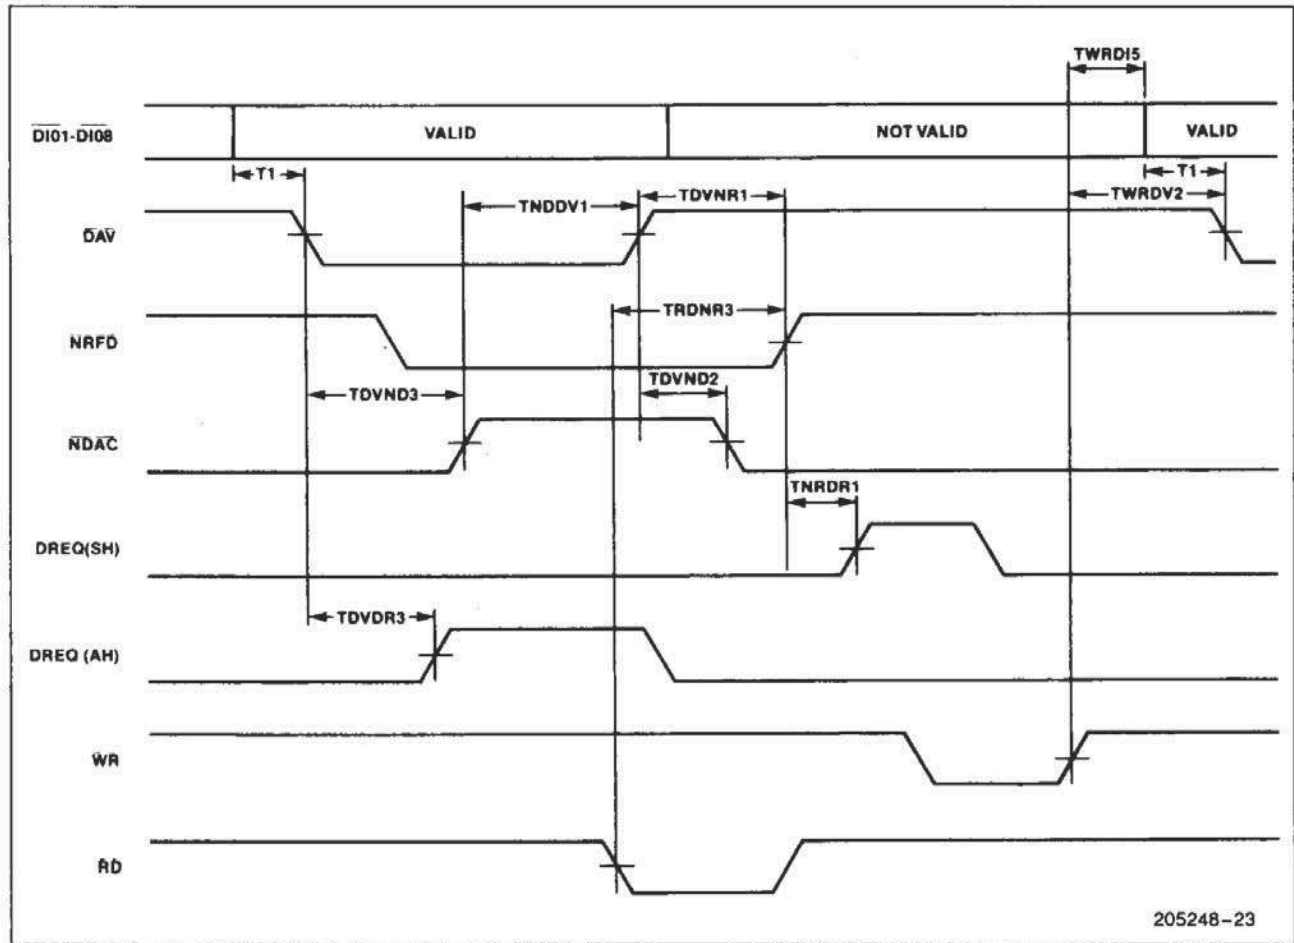 TWRDI5
DI01-DI08 VALID NOT VALID VALID
T1 T1
TNDDV1 TDVNR1 TWRDV2
DAV
TRDNR3
NRFD
TDVND3 TDVND2
NDAC
TNRDR1
DREQ(SH)
TDVDR3
DREQ (AH)
WR
RD
205248-23